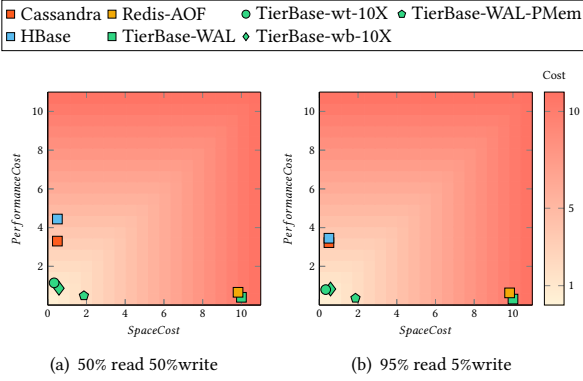 Cassandra Redis-AOF TierBase-wt-10X TierBase-WAL-PMem
HBase TierBase-WAL TierBase-wb-10X
Cost
10
8
6
4
2
0 2 4 6 8 10
PerformanceCost
SpaceCost
10
8
6
4
2
0 2 4 6 8 10
PerformanceCost
SpaceCost
10
5
1
(a) 50% read 50%write
(b) 95% read 5%write